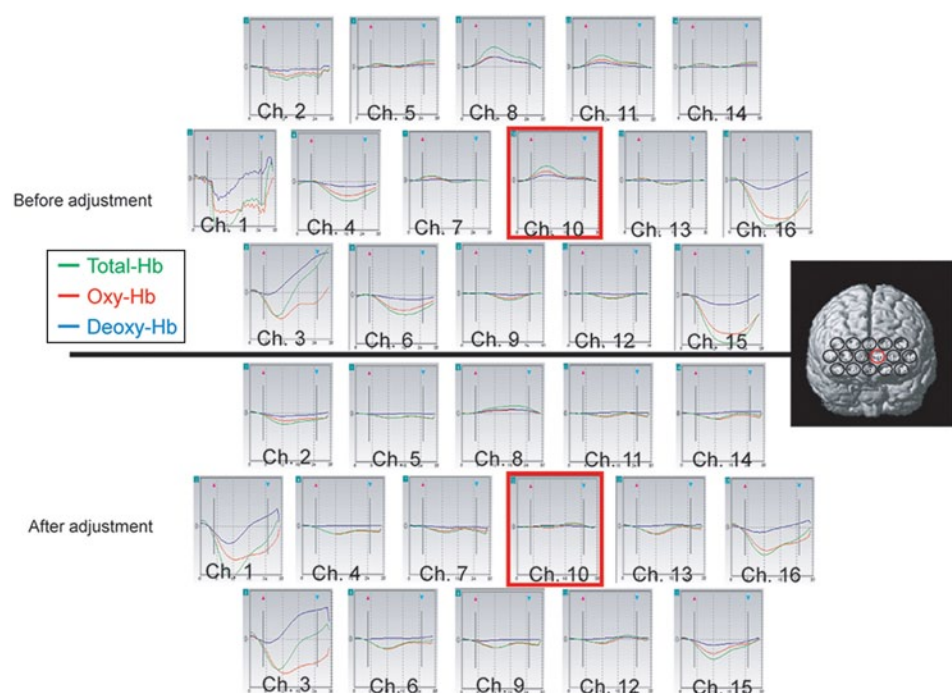 Ch. 2 Ch. 5 Ch. 8 Ch. 11 Ch. 14
Before adjustment
Ch. 1 Ch. 4 Ch. 7 Ch. 10 Ch. 13 Ch. 16
Total-Hb
Oxy-Hb
Deoxy-Hb
Ch. 3 Ch. 6 Ch. 9 Ch. 12 Ch. 15
Ch. 2 Ch. 5 Ch. 8 Ch. 11 Ch. 14
After adjustment
Ch. 1 Ch. 4 Ch. 7 Ch. 10 Ch. 13 Ch. 16
Ch. 3 Ch. 6 Ch. 9 Ch. 12 Ch. 15